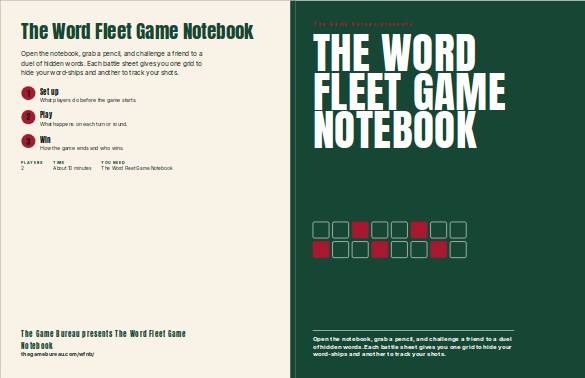 The Word Fleet Game Notebook
Open the notebook, grab a pencil, and challenge a friend to a
duel of hidden words. Each battle sheet gives you one grid to
hide your word-ships and another to track your shots.
1
Set up
What players do before the game starts.
2
Play
What happens on each turn or round.
3
Win
How the game ends and who wins.
PLAYERS TIME YOU NEED
2 About 10 minutes The Word Fleet Game Notebook
The Game Bureau presents The Word Fleet Game
Notebook
thegamebureau.com/wfnb/
The Game Bureau presents
THE WORD
FLEET GAME
NOTEBOOK
Open the notebook, grab a pencil, and challenge a friend to a duel
of hidden words. Each battle sheet gives you one grid to hide your
word-ships and another to track your shots.